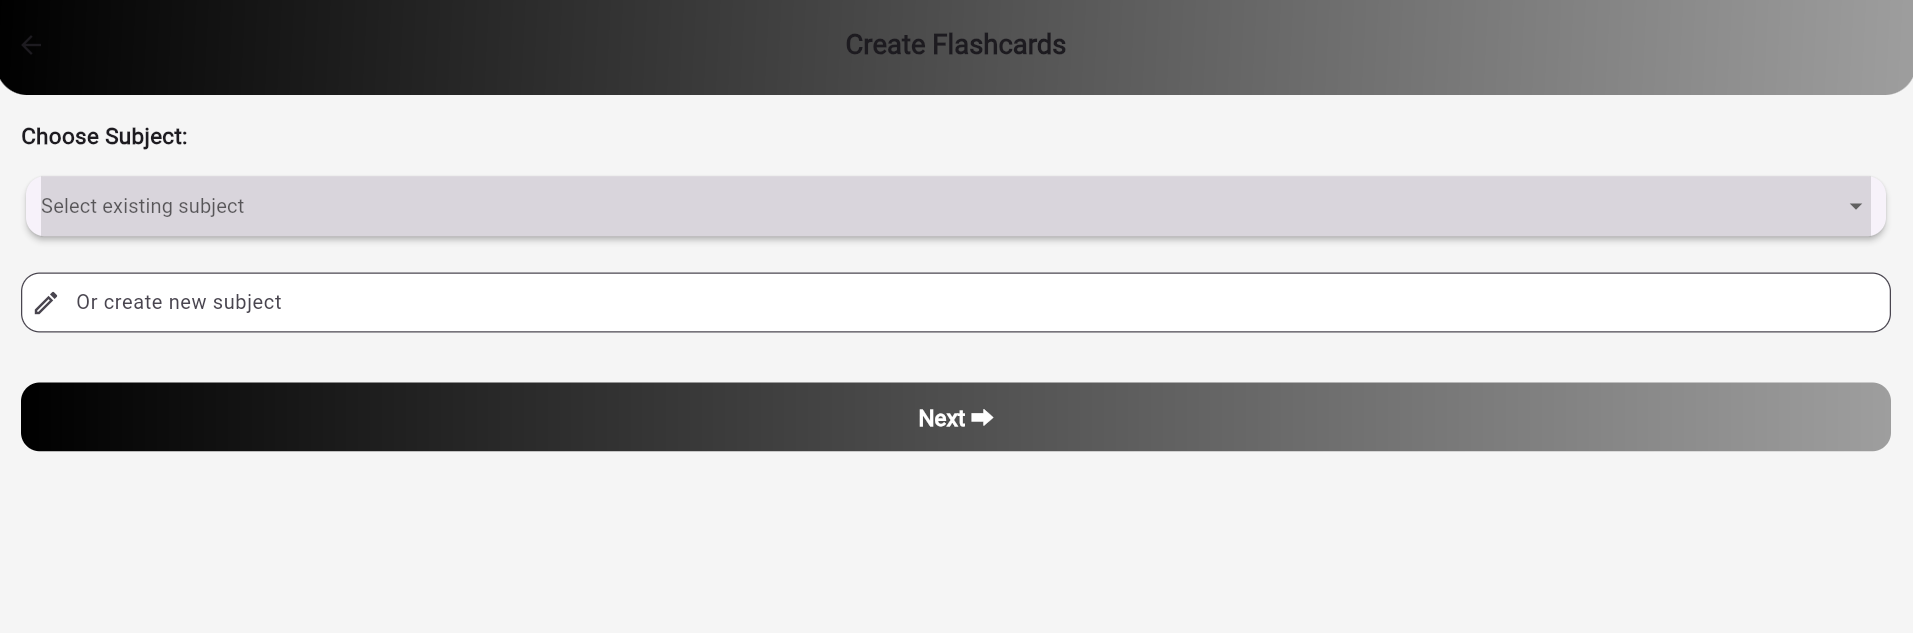 Create Flashcards
Choose Subject:
Select existing subject
Or create new subject
Next